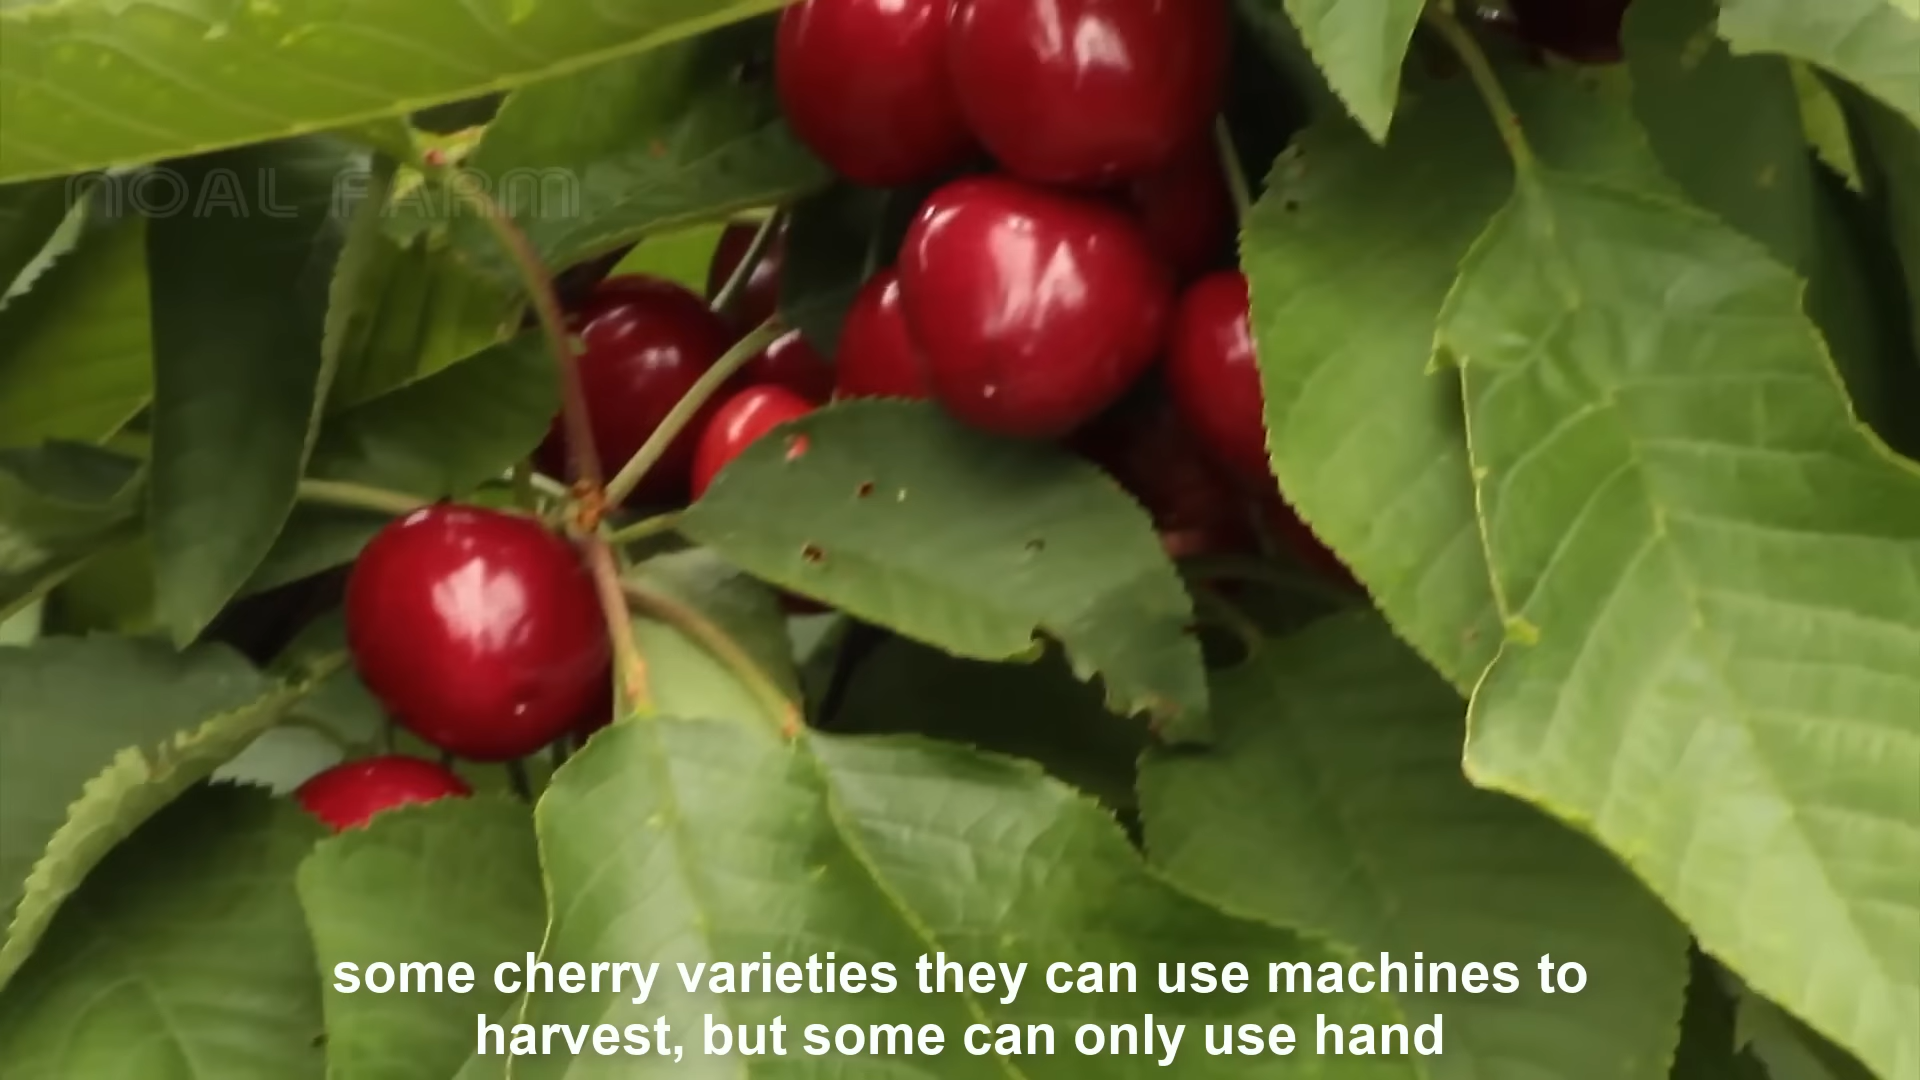 NOAL FARM
some cherry varieties they can use machines to
harvest, but some can only use hand